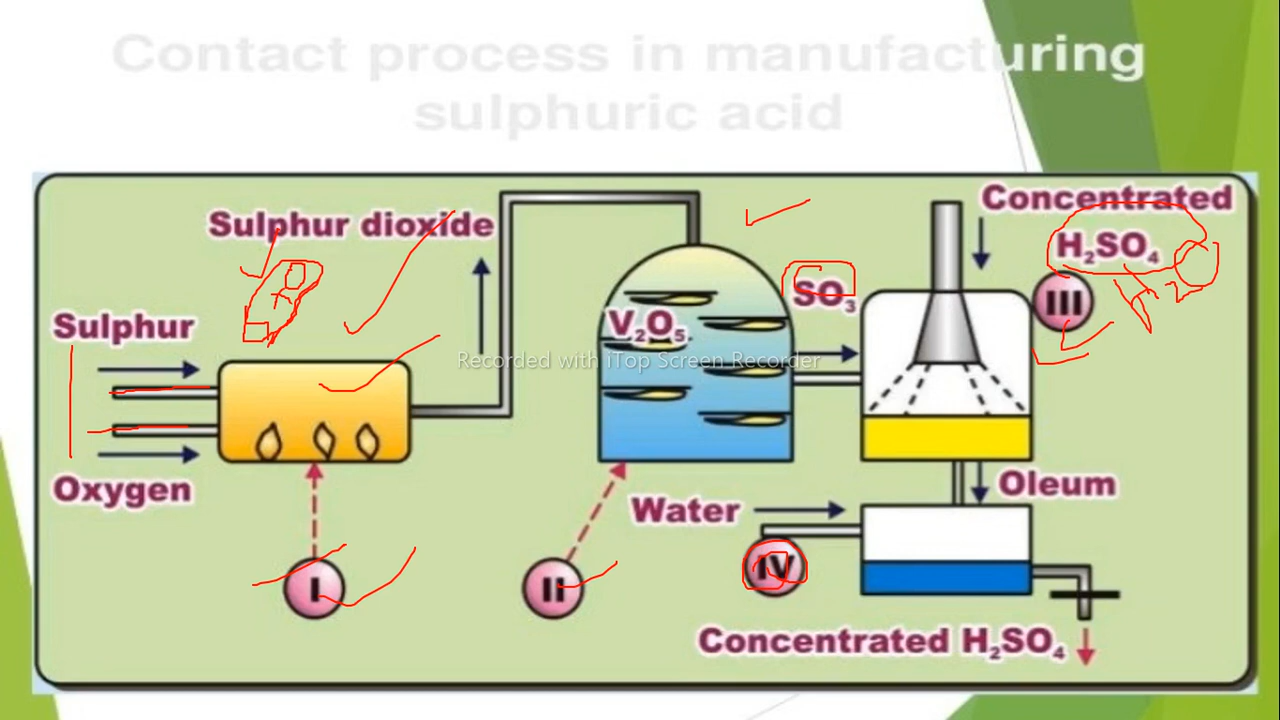 Contact process in manufacturing
sulphuric acid
Sulphur dioxide
Concentrated
H₂SO₄
SO₃
III
Sulphur
V₂O₅.
Recorded with iTop Screen Recorder
Oxygen
Oleum
Water
IV
I
II
Concentrated H₂SO₄